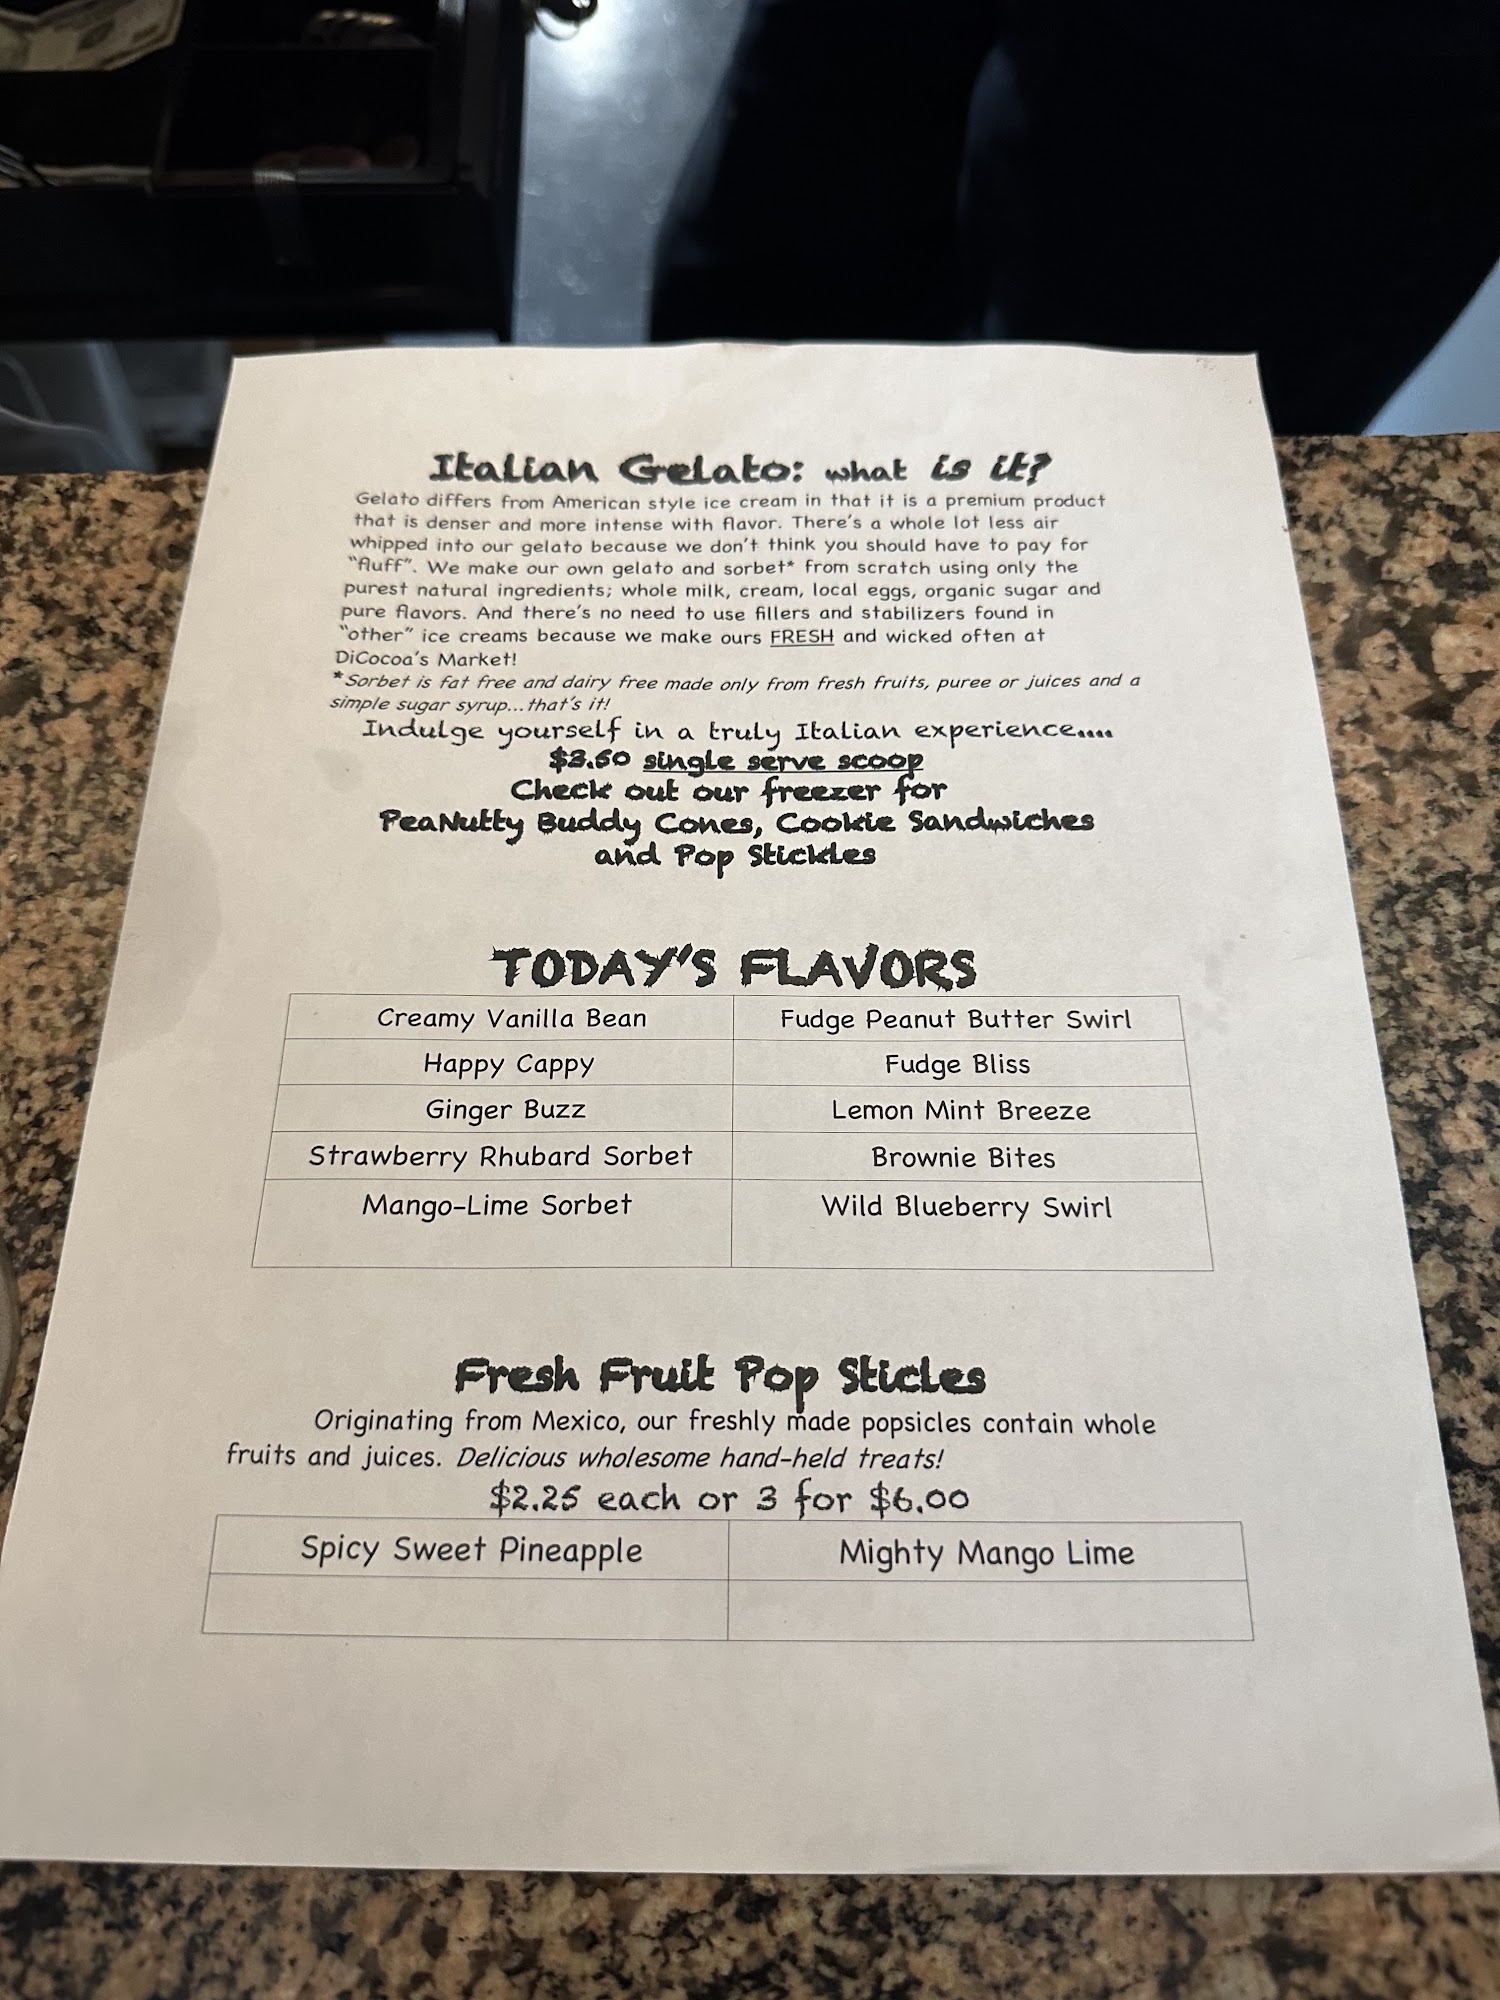 Italian Gelato: what is it?
Gelato differs from American style ice cream in that it is a premium product
that is denser and more intense with flavor. There's a whole lot less air
whipped into our gelato because we don't think you should have to pay for
"fluff". We make our own gelato and sorbet* from scratch using only the
purest natural ingredients; whole milk, cream, local eggs, organic sugar and
pure flavors. And there's no need to use fillers and stabilizers found in
"other" ice creams because we make ours FRESH and wicked often at
DiCocoa's Market!
*Sorbet is fat free and dairy free made only from fresh fruits, puree or juices and a
simple sugar syrup...that's it!
Indulge yourself in a truly Italian experience....
$3.50 single serve scoop
Check out our freezer for
PeaNutty Buddy Cones, Cookie Sandwiches
and Pop Stickles
TODAY'S FLAVORS
Creamy Vanilla Bean Fudge Peanut Butter Swirl
Happy Cappy Fudge Bliss
Ginger Buzz Lemon Mint Breeze
Strawberry Rhubard Sorbet Brownie Bites
Mango-Lime Sorbet Wild Blueberry Swirl
Fresh Fruit Pop Sticles
Originating from Mexico, our freshly made popsicles contain whole
fruits and juices. Delicious wholesome hand-held treats!
$2.25 each or 3 for $6.00
Spicy Sweet Pineapple Mighty Mango Lime